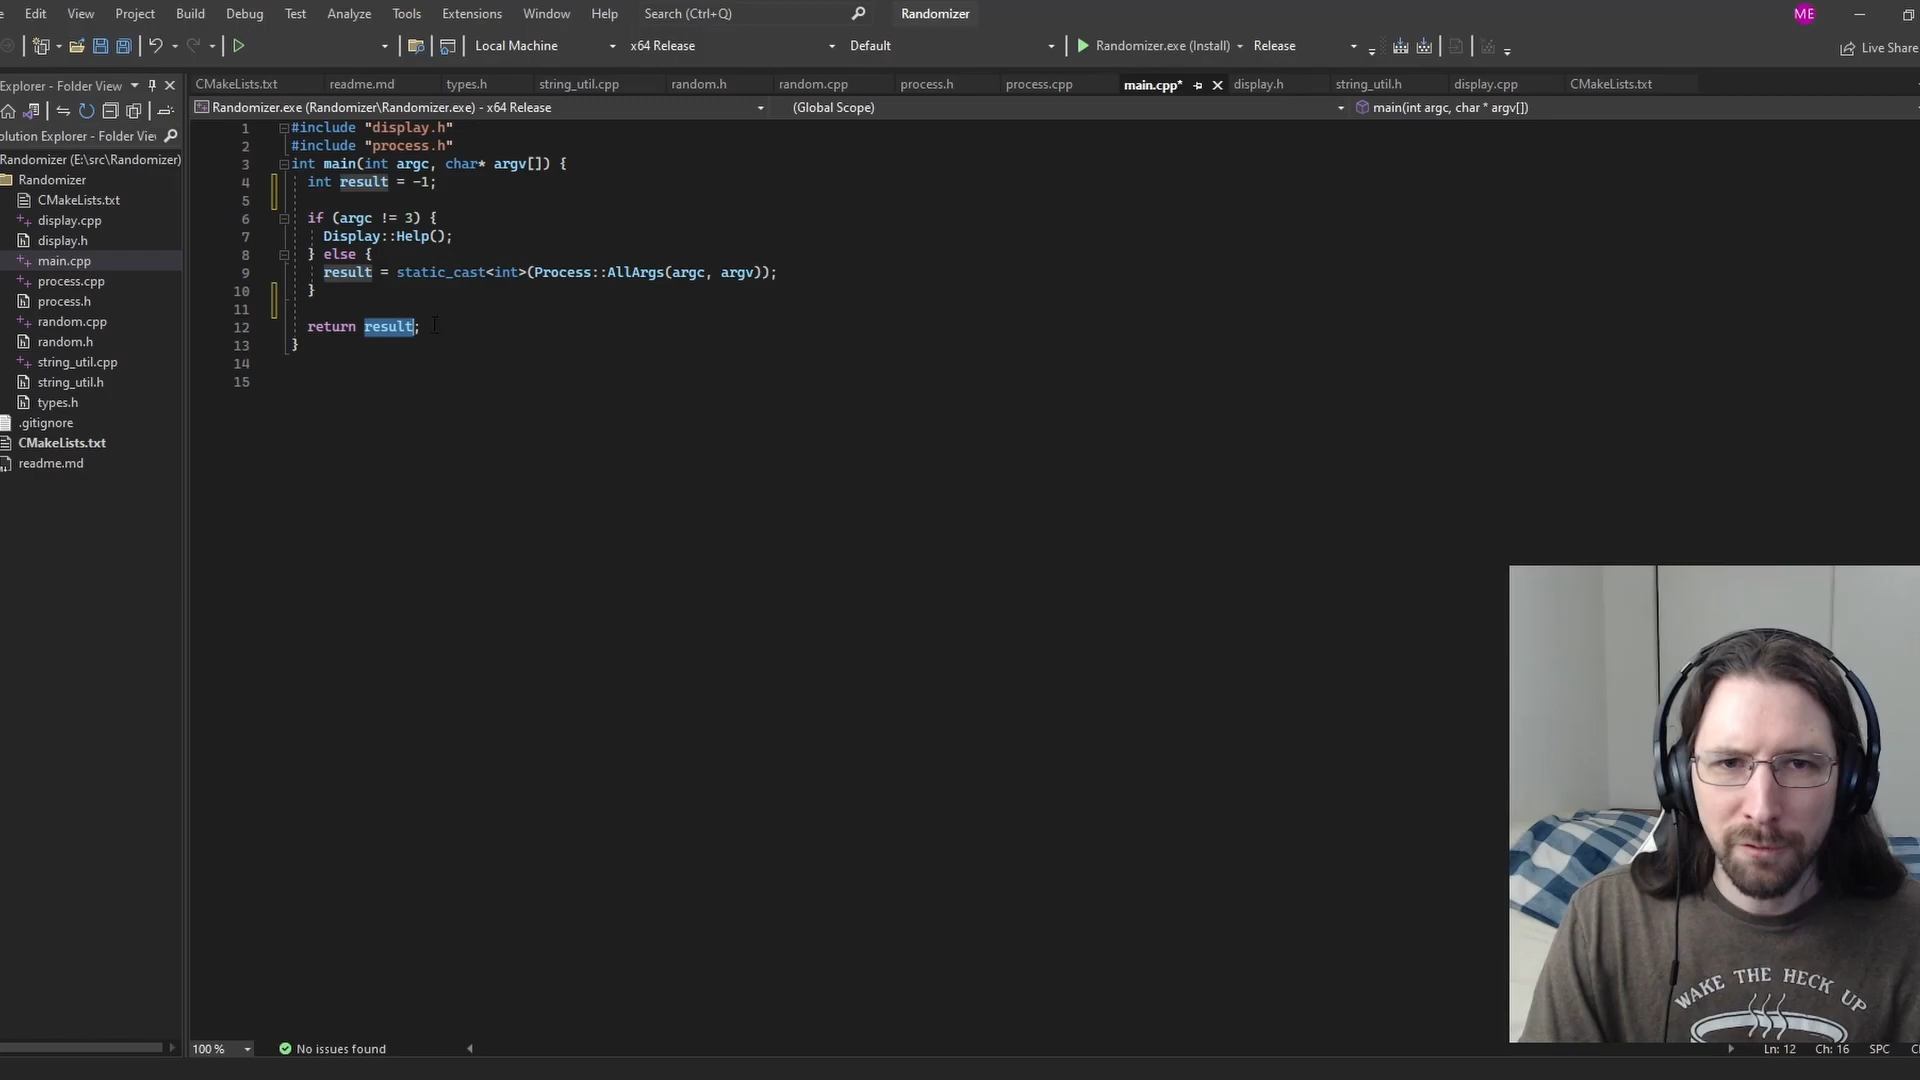 Edit View Project Build Debug Test Analyze Tools Extensions Window Help Search (Ctrl+Q) Randomizer ME
Local Machine x64 Release Default Randomizer.exe (Install) Release Live Share
Explorer - Folder View
CMakeLists.txt readme.md types.h string_util.cpp random.h random.cpp process.h process.cpp main.cpp* display.h string_util.h display.cpp CMakeLists.txt
Randomizer.exe (Randomizer\Randomizer.exe) - x64 Release (Global Scope) main(int argc, char * argv[])
olution Explorer - Folder Vie
Randomizer (E:\src\Randomizer)
Randomizer
CMakeLists.txt
display.cpp
display.h
main.cpp
process.cpp
process.h
random.cpp
random.h
string_util.cpp
string_util.h
types.h
.gitignore
CMakeLists.txt
readme.md
1 #include "display.h"
2 #include "process.h"
3 int main(int argc, char* argv[]) {
4 int result = -1;
5
6 if (argc != 3) {
7 Display::Help();
8 } else {
9 result = static_cast<int>(Process::AllArgs(argc, argv));
10 }
11
12 return result;
13 }
14
15
WAKE THE HECK UP
100 % No issues found Ln: 12 Ch: 16 SPC